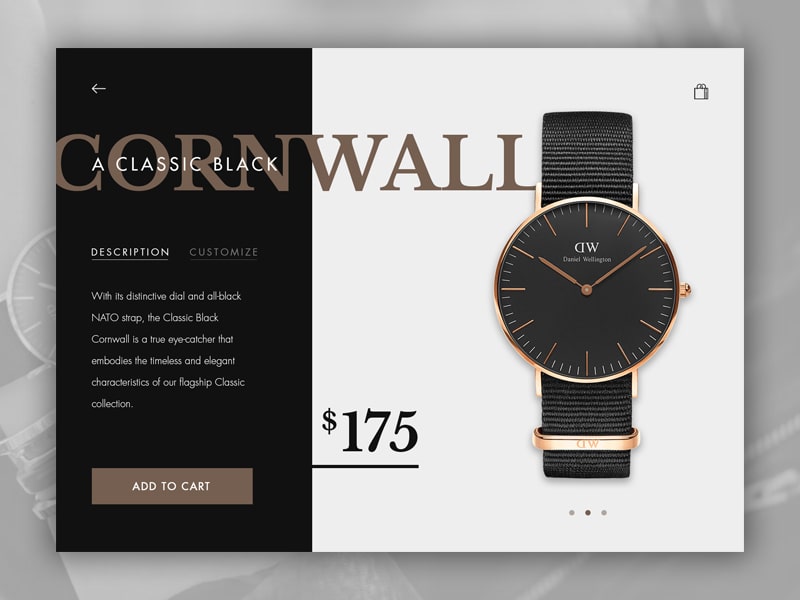 CORNWALL
A CLASSIC BLACK
DESCRIPTION CUSTOMIZE
With its distinctive dial and all-black
NATO strap, the Classic Black
Cornwall is a true eye-catcher that
embodies the timeless and elegant
characteristics of our flagship Classic
collection.
$175
ADD TO CART
DW
Daniel Wellington
DW